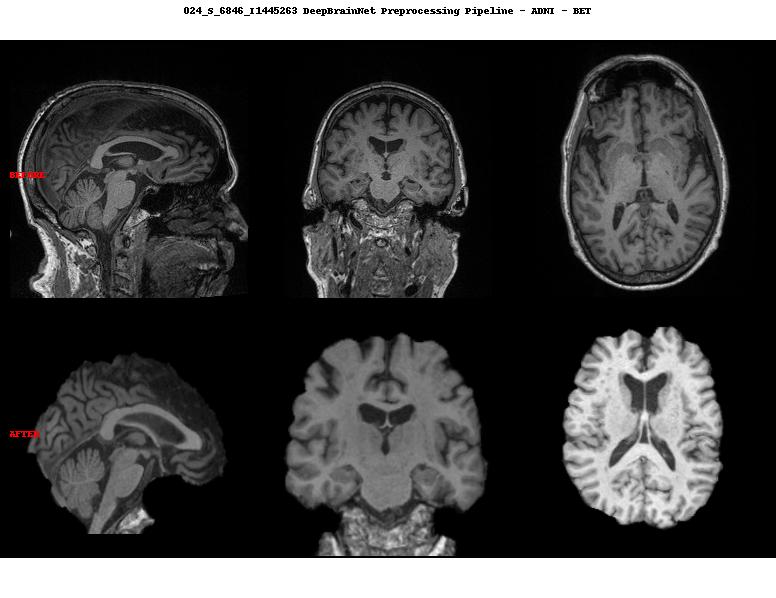 024_S_6846_I1445263 DeepBrainNet Preprocessing Pipeline - ADNI - BET
BEFORE
AFTER